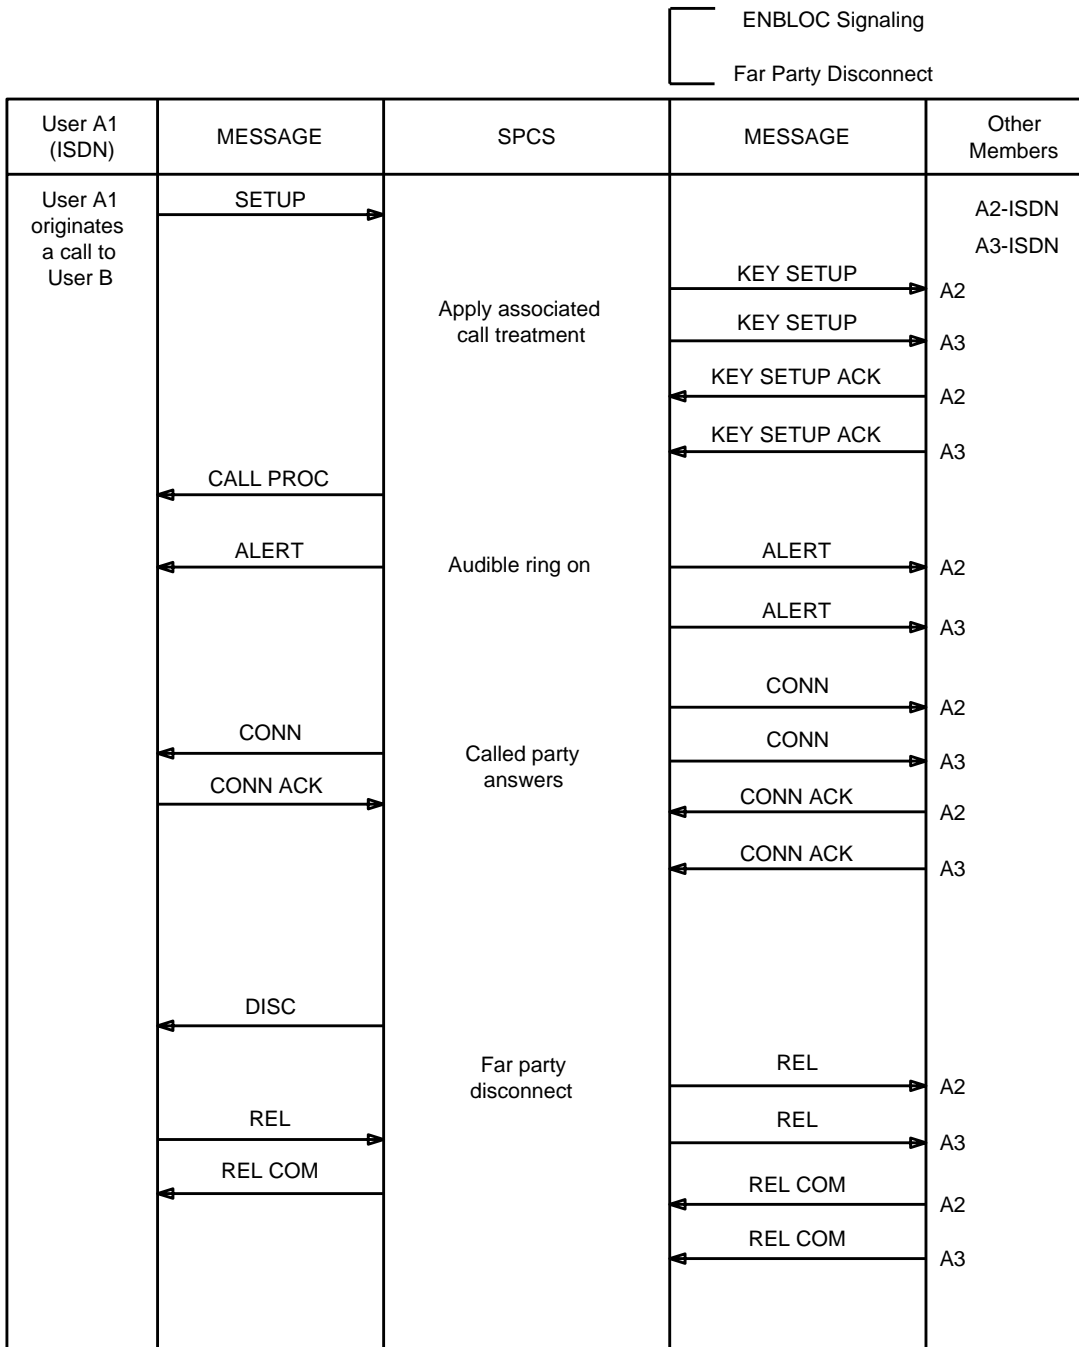 ENBLOC Signaling
Far Party Disconnect
User A1
(ISDN)
MESSAGE
SPCS
MESSAGE
Other
Members
User A1
originates
a call to
User B
SETUP
A2-ISDN
A3-ISDN
KEY SETUP
A2
Apply associated
call treatment
KEY SETUP
A3
KEY SETUP ACK
A2
KEY SETUP ACK
A3
CALL PROC
ALERT
Audible ring on
ALERT
A2
ALERT
A3
CONN
A2
CONN
Called party
answers
CONN
A3
CONN ACK
CONN ACK
A2
CONN ACK
A3
DISC
Far party
disconnect
REL
A2
REL
REL
A3
REL COM
REL COM
A2
REL COM
A3